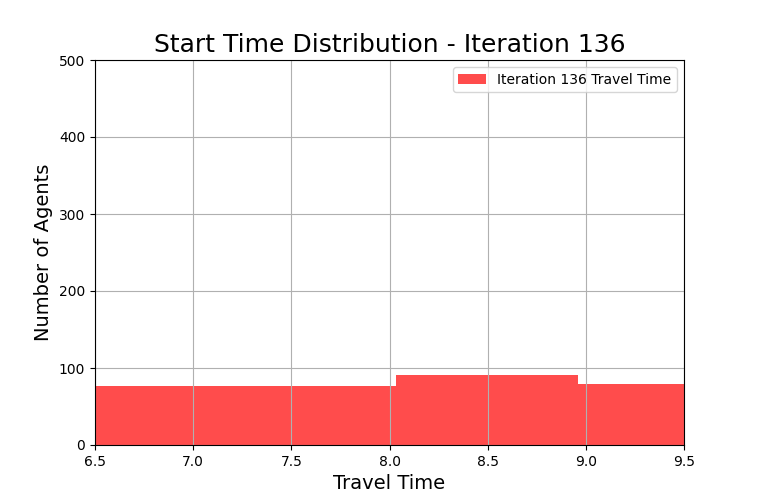 Start Time Distribution - Iteration 136
Iteration 136 Travel Time
Number of Agents
500
400
300
200
100
0
6.5 7.0 7.5 8.0 8.5 9.0 9.5
Travel Time